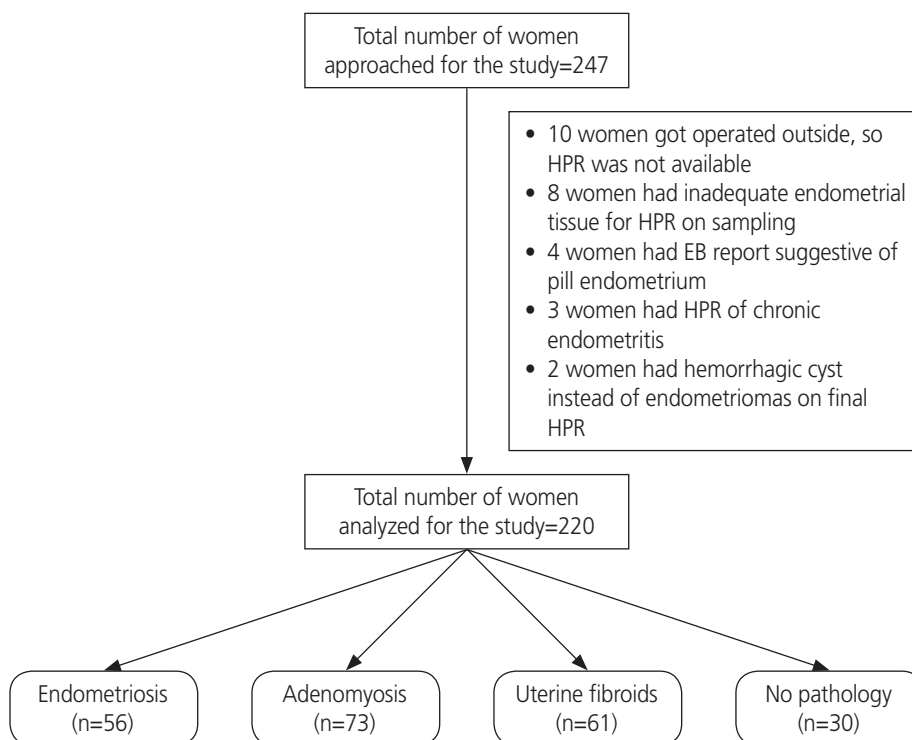 Total number of women
approached for the study=247
• 10 women got operated outside, so
HPR was not available
• 8 women had inadequate endometrial
tissue for HPR on sampling
• 4 women had EB report suggestive of
pill endometrium
• 3 women had HPR of chronic
endometritis
• 2 women had hemorrhagic cyst
instead of endometriomas on final
HPR
Total number of women
analyzed for the study=220
Endometriosis
(n=56)
Adenomyosis
(n=73)
Uterine fibroids
(n=61)
No pathology
(n=30)